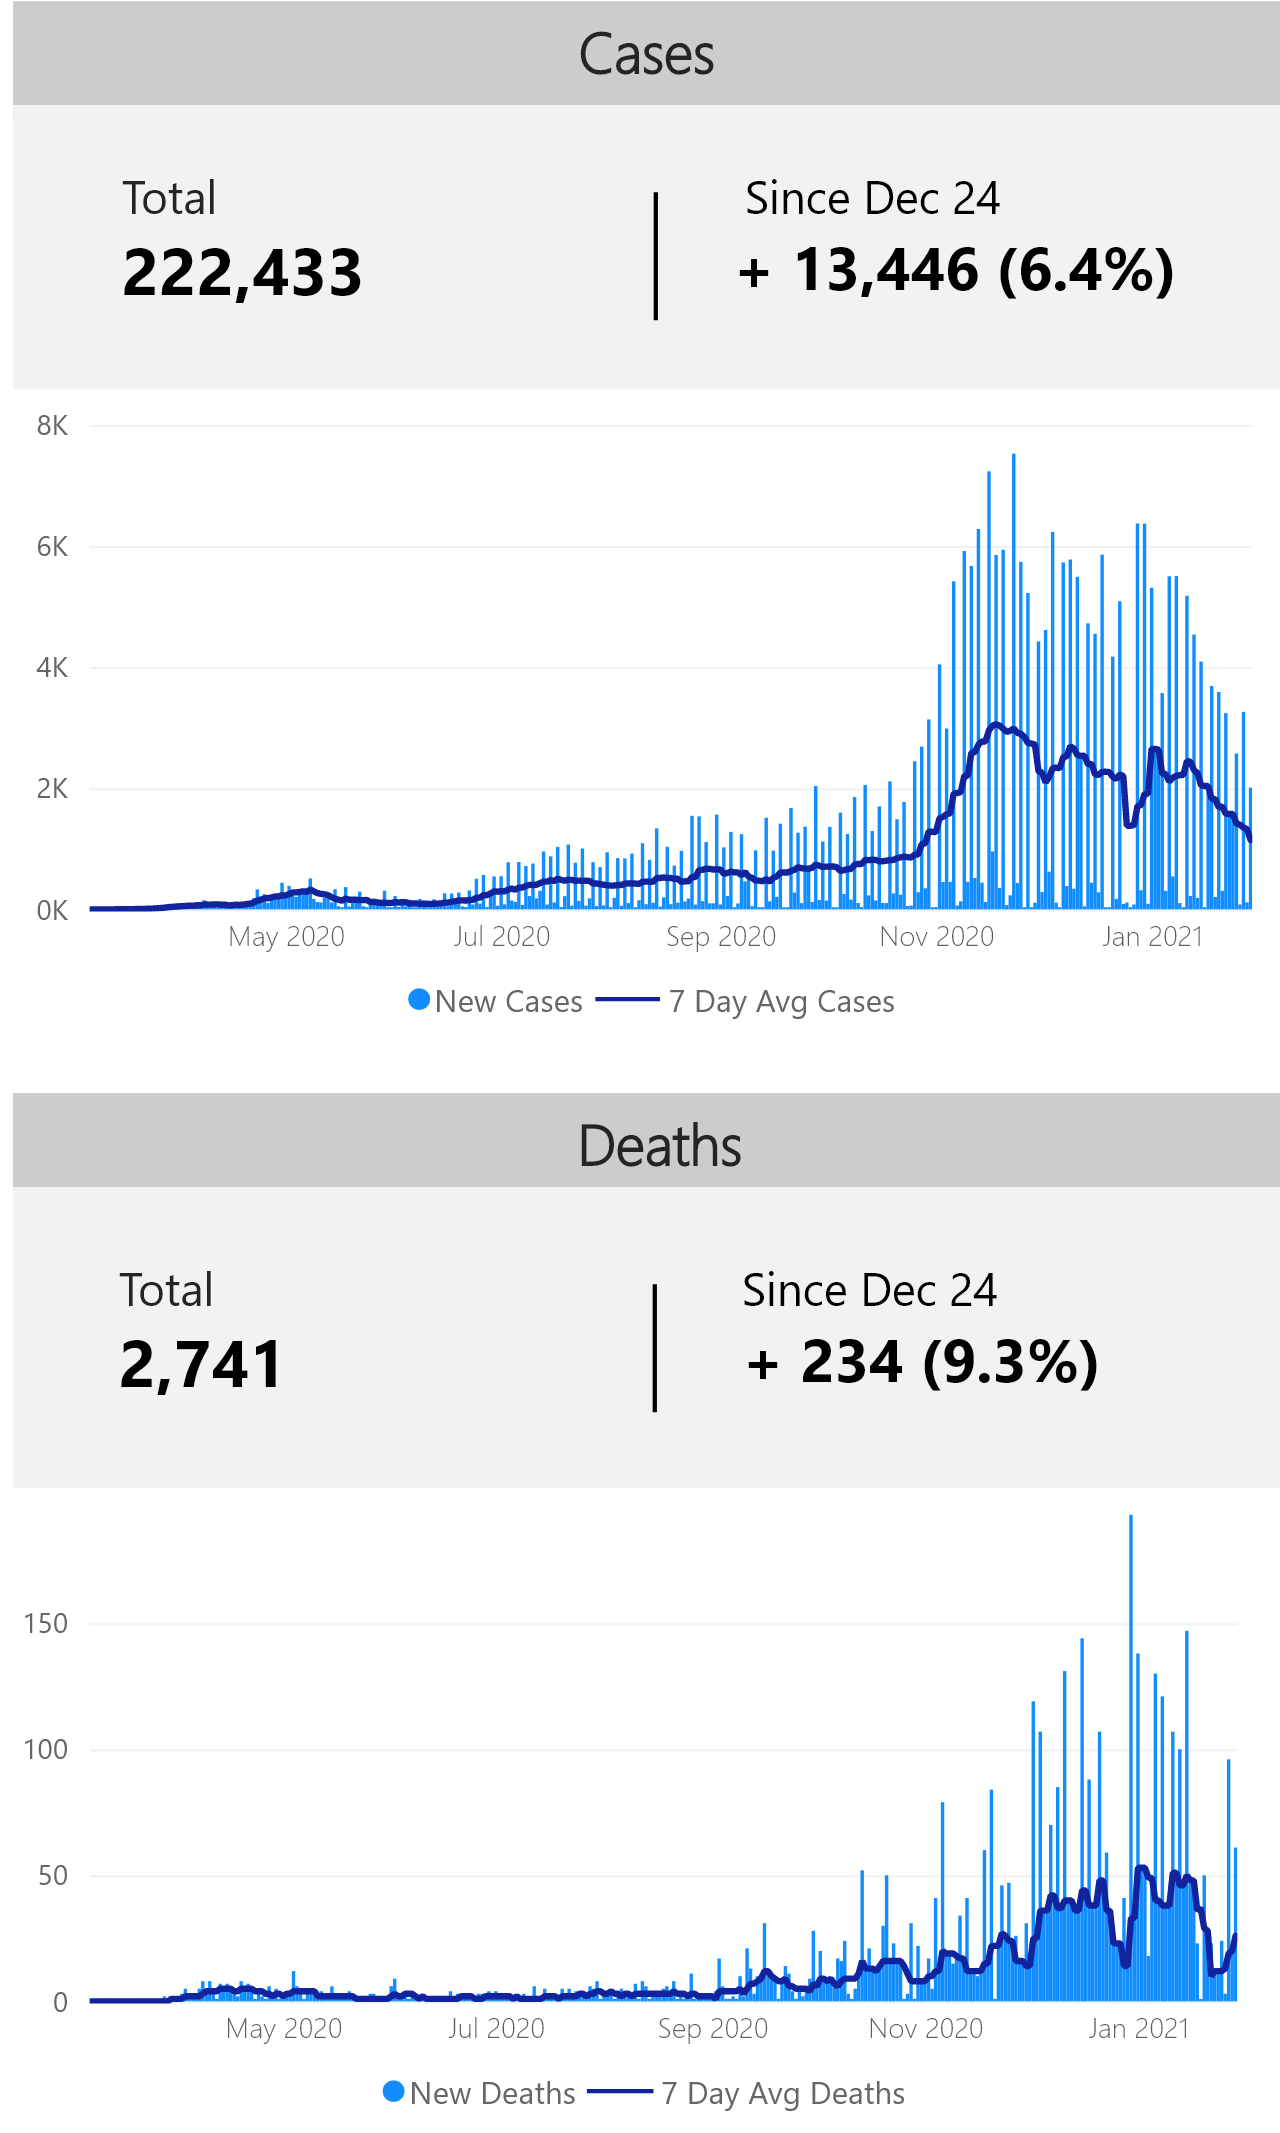 Cases
Total
Since Dec 24
222,433
+ 13,446 (6.4%)
8K
6K
4K
2K
0K
May 2020
Jul 2020
Sep 2020
Nov 2020
Jan 2021
New Cases
7 Day Avg Cases
Deaths
Total
Since Dec 24
2,741
+ 234 (9.3%)
150
100
50
0
May 2020
Jul 2020
Sep 2020
Nov 2020
Jan 2021
New Deaths
7 Day Avg Deaths